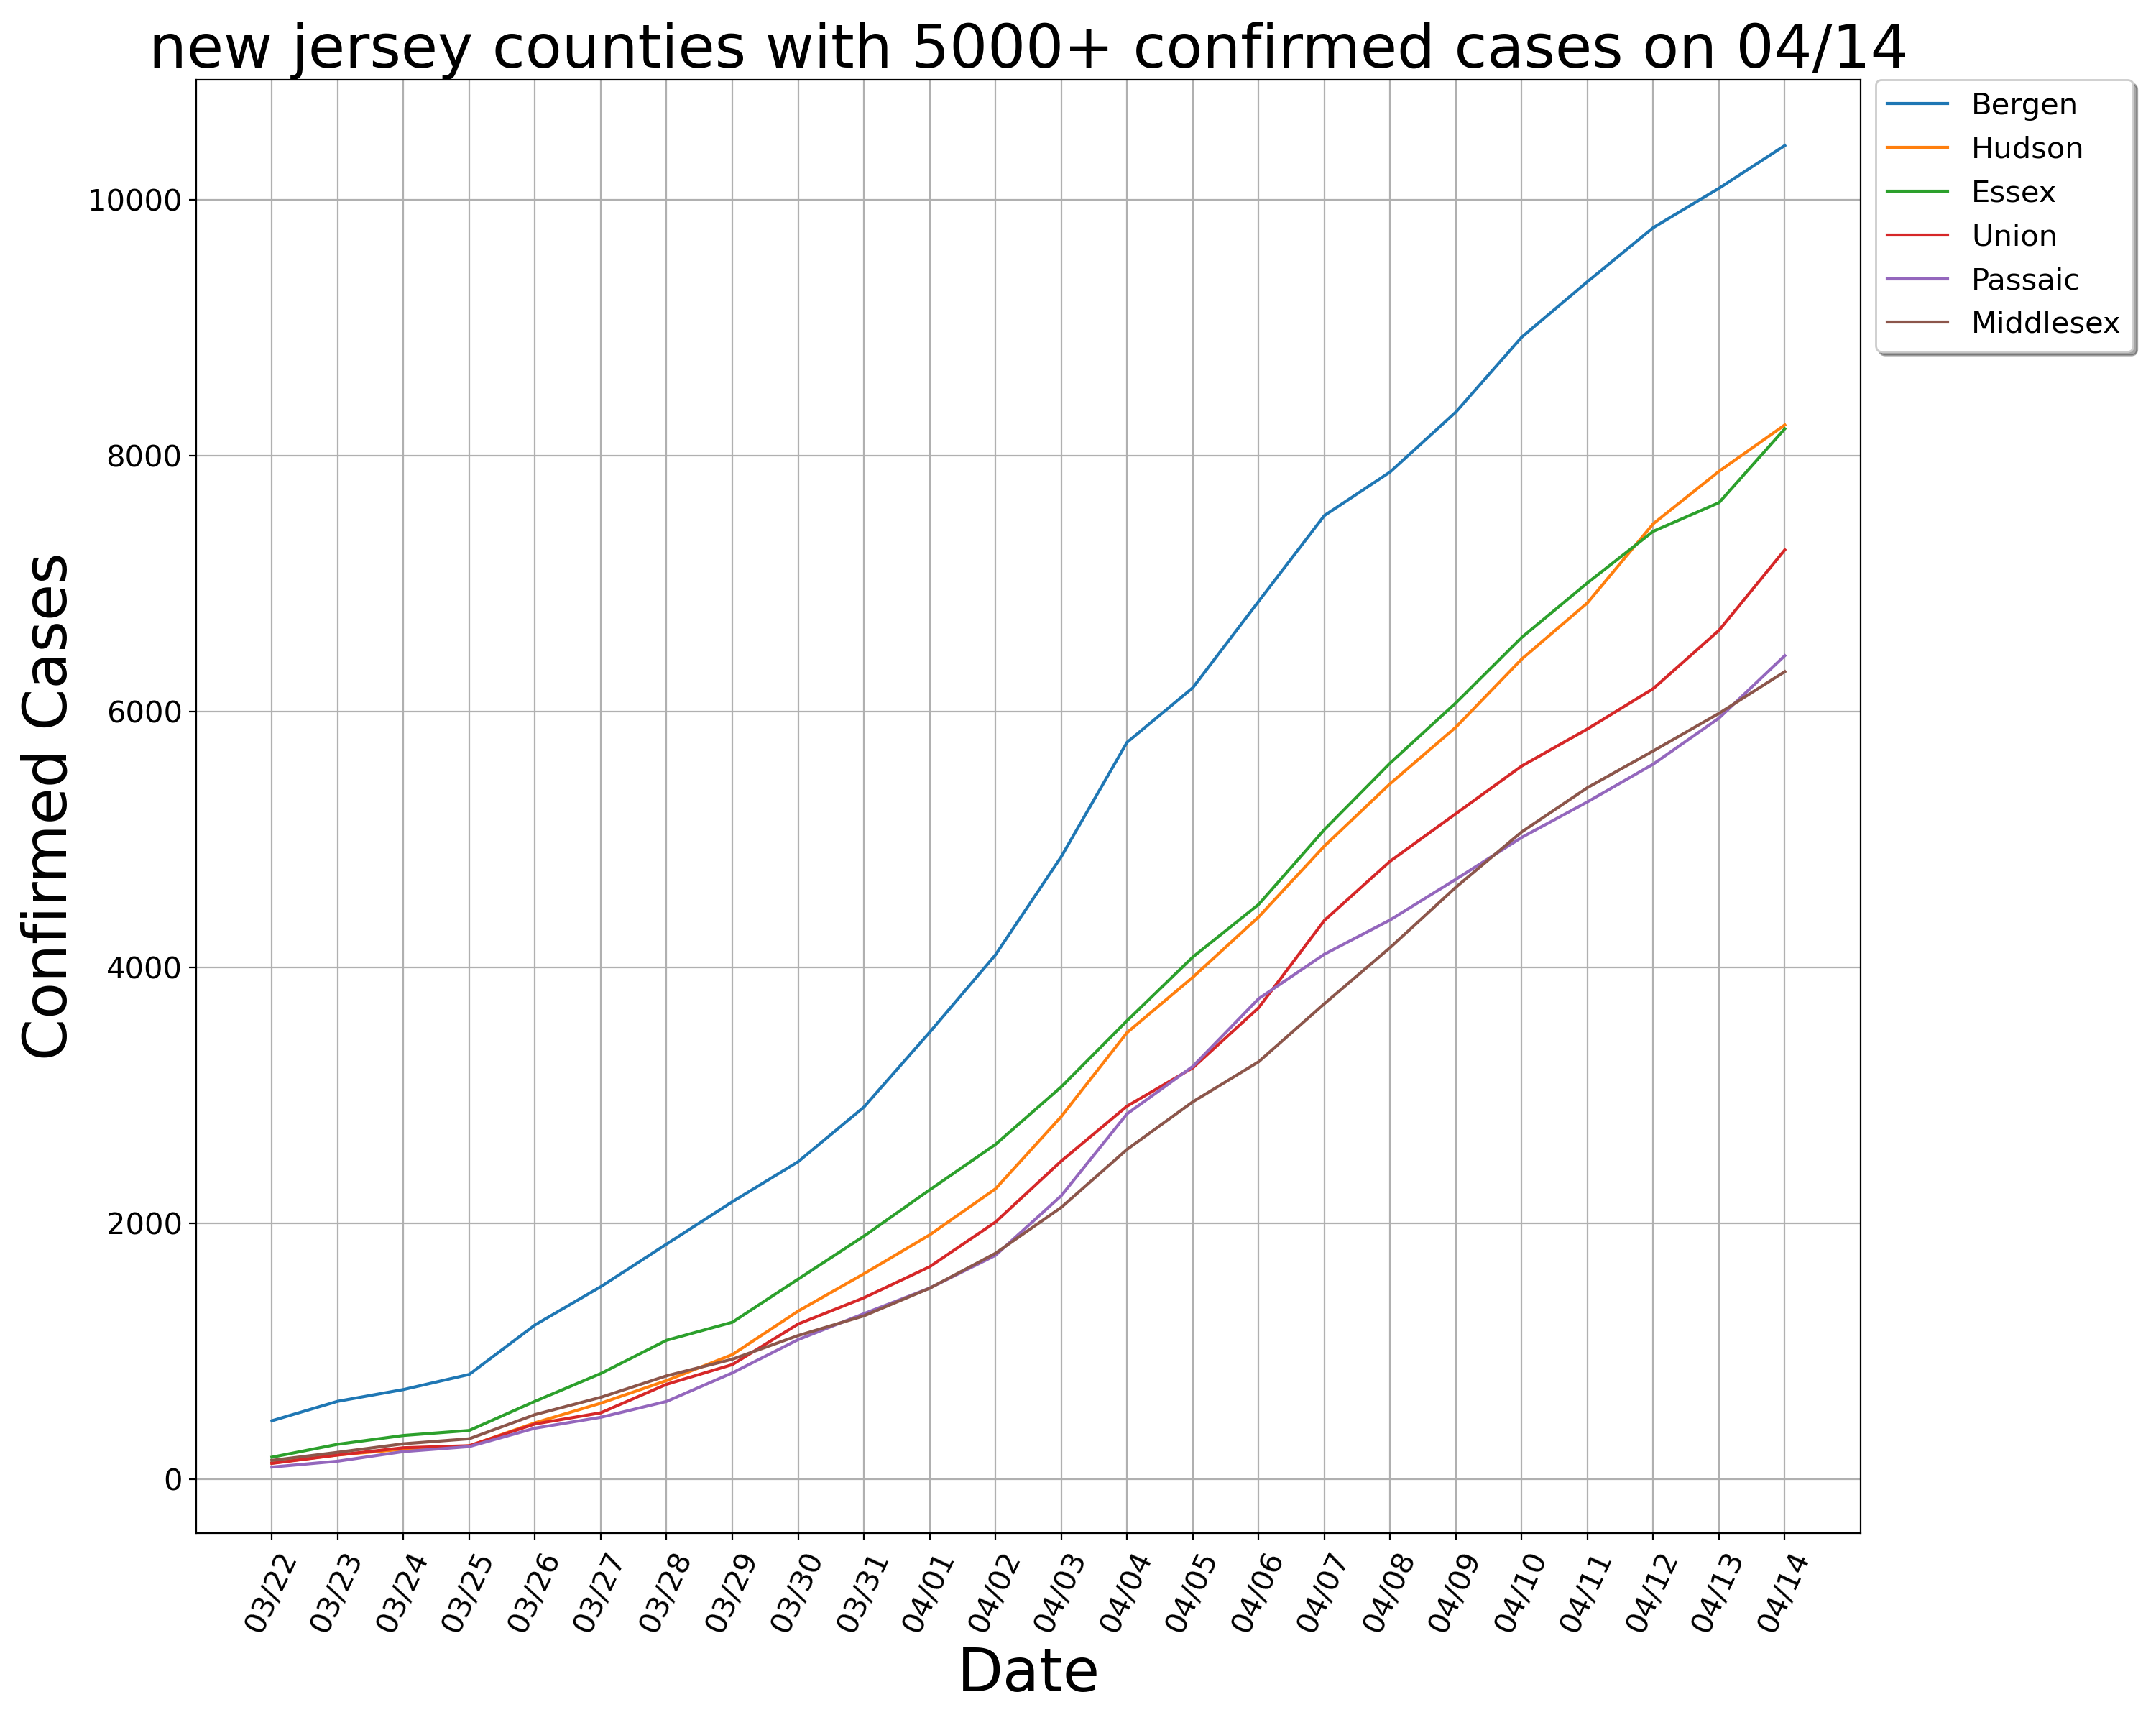 new jersey counties with 5000+ confirmed cases on 04/14
Bergen
Hudson
Essex
Union
Passaic
Middlesex
Confirmed Cases
10000
8000
6000
4000
2000
0
03/22 03/23 03/24 03/25 03/26 03/27 03/28 03/29 03/30 03/31 04/01 04/02 04/03 04/04 04/05 04/06 04/07 04/08 04/09 04/10 04/11 04/12 04/13 04/14
Date